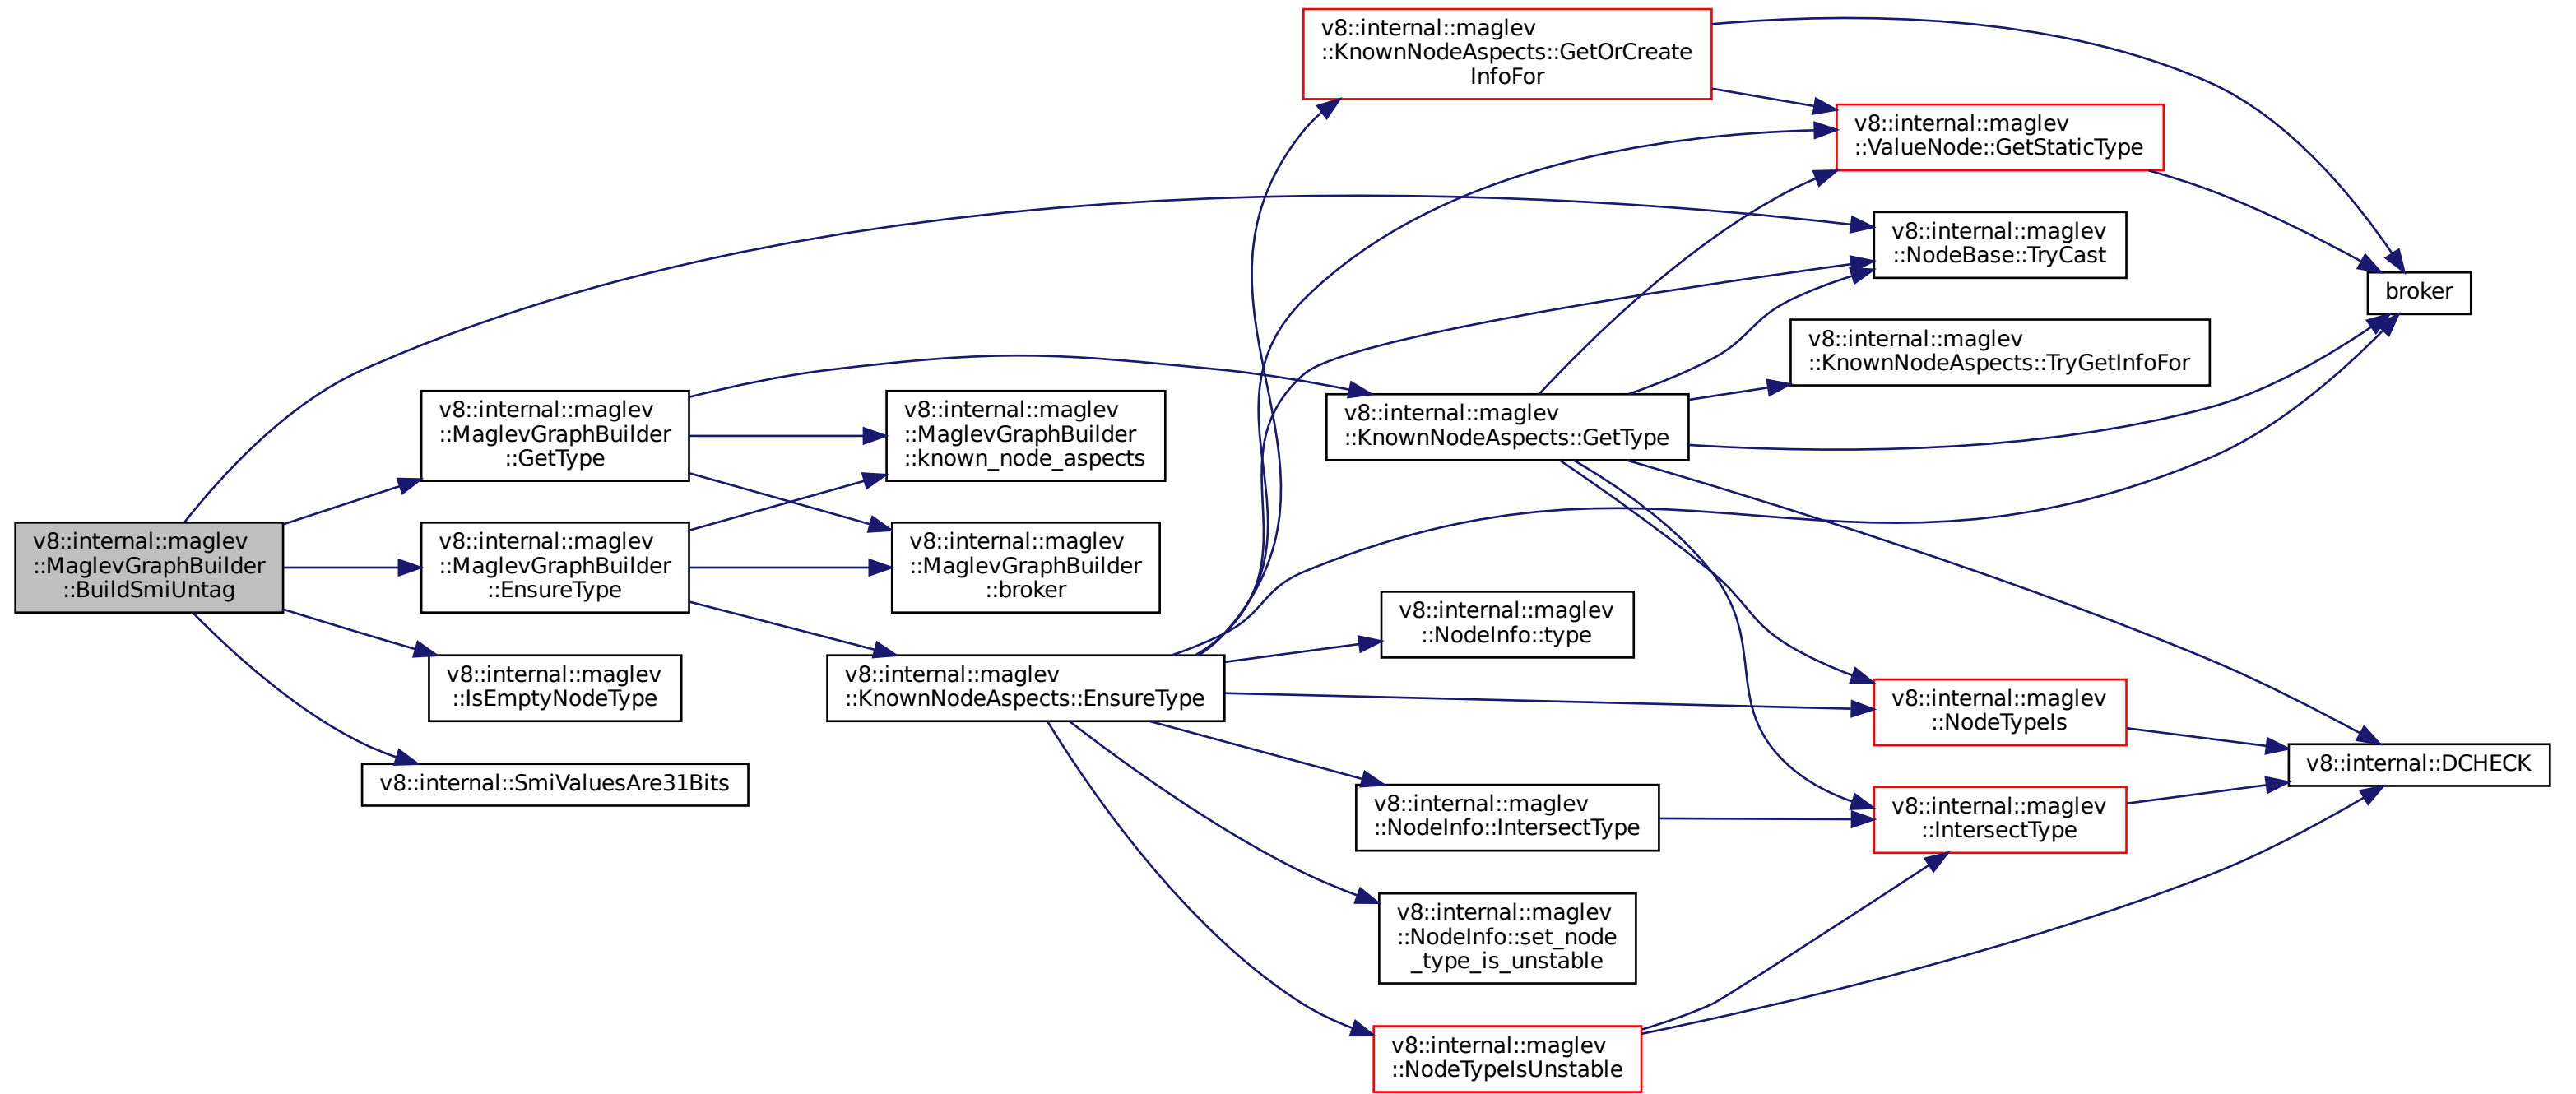 v8::internal::maglev
::MaglevGraphBuilder
::BuildSmiUntag
v8::internal::maglev
::MaglevGraphBuilder
::GetType
v8::internal::maglev
::MaglevGraphBuilder
::EnsureType
v8::internal::maglev
::IsEmptyNodeType
v8::internal::SmiValuesAre31Bits
v8::internal::maglev
::MaglevGraphBuilder
::known_node_aspects
v8::internal::maglev
::MaglevGraphBuilder
::broker
v8::internal::maglev
::KnownNodeAspects::EnsureType
v8::internal::maglev
::KnownNodeAspects::GetOrCreate
InfoFor
v8::internal::maglev
::KnownNodeAspects::GetType
v8::internal::maglev
::NodeInfo::type
v8::internal::maglev
::NodeInfo::IntersectType
v8::internal::maglev
::NodeInfo::set_node
_type_is_unstable
v8::internal::maglev
::NodeTypeIsUnstable
v8::internal::maglev
::ValueNode::GetStaticType
v8::internal::maglev
::NodeBase::TryCast
v8::internal::maglev
::KnownNodeAspects::TryGetInfoFor
v8::internal::maglev
::NodeTypeIs
v8::internal::maglev
::IntersectType
broker
v8::internal::DCHECK